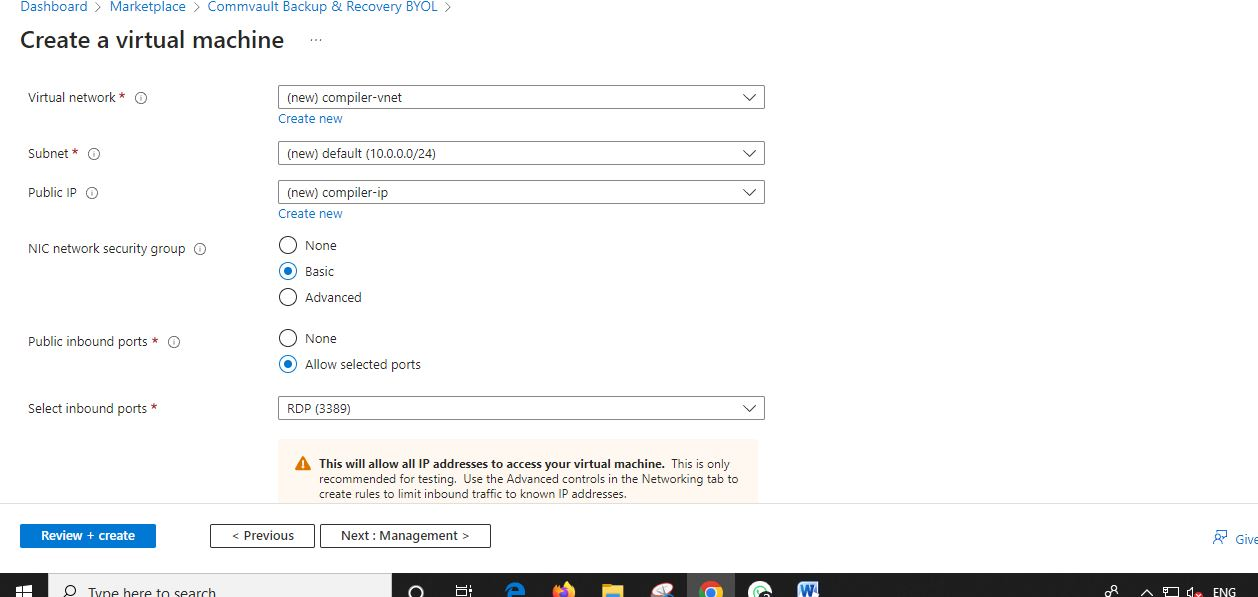 Dashboard > Marketplace > Commvault Backup & Recovery BYOL >
Create a virtual machine ...
Virtual network *
(new) compiler-vnet
Create new
Subnet *
(new) default (10.0.0.0/24)
Public IP
(new) compiler-ip
Create new
NIC network security group
None
Basic
Advanced
Public inbound ports *
None
Allow selected ports
Select inbound ports *
RDP (3389)
This will allow all IP addresses to access your virtual machine. This is only
recommended for testing. Use the Advanced controls in the Networking tab to
create rules to limit inbound traffic to known IP addresses.
Review + create
< Previous
Next : Management >
Give
Type here to search
ENG